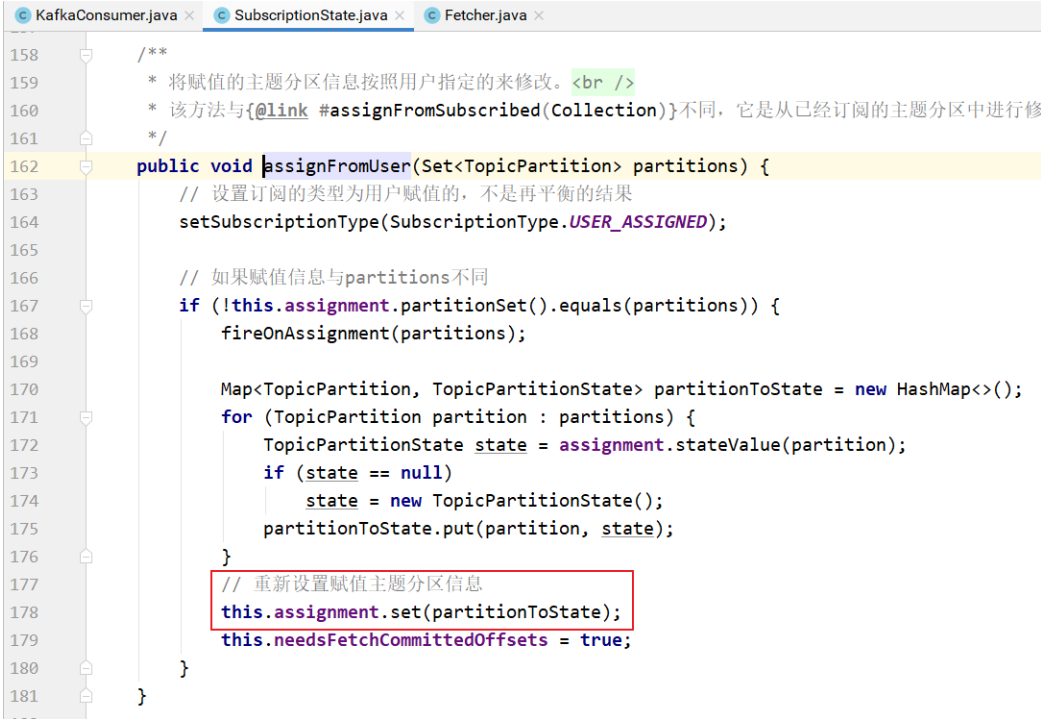 KafkaConsumer.java × SubscriptionState.java × Fetcher.java ×
158 /**
159 * 将赋值的主题分区信息按照用户指定的来修改。<br />
160 * 该方法与{@link #assignFromSubscribed(Collection)}不同，它是从已经订阅的主题分区中进行修
161 */
162 public void assignFromUser(Set<TopicPartition> partitions) {
163 // 设置订阅的类型为用户赋值的，不是再平衡的结果
164 setSubscriptionType(SubscriptionType.USER_ASSIGNED);
165
166 // 如果赋值信息与partitions不同
167 if (!this.assignment.partitionSet().equals(partitions)) {
168 fireOnAssignment(partitions);
169
170 Map<TopicPartition, TopicPartitionState> partitionToState = new HashMap<>();
171 for (TopicPartition partition : partitions) {
172 TopicPartitionState state = assignment.stateValue(partition);
173 if (state == null)
174 state = new TopicPartitionState();
175 partitionToState.put(partition, state);
176 }
177 // 重新设置赋值主题分区信息
178 this.assignment.set(partitionToState);
179 this.needsFetchCommittedOffsets = true;
180 }
181 }